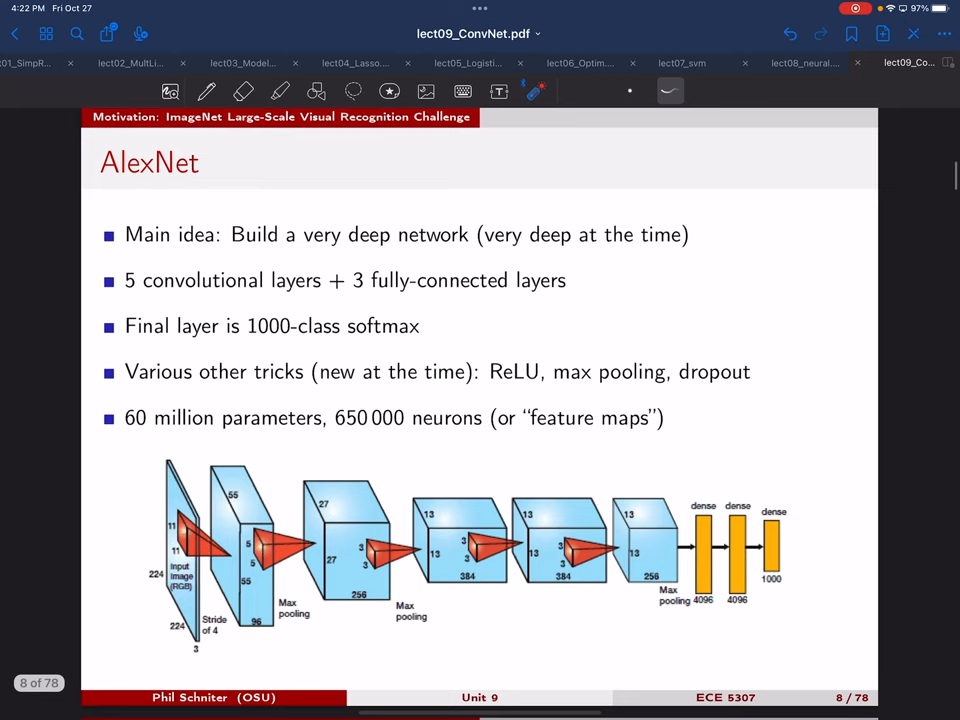 4:22 PM Fri Oct 27
97%
lect09_ConvNet.pdf
01_SimpR...
lect02_MultLi...
lect03_Model...
lect04_Lasso....
lect05_Logisti...
lect06_Optim....
lect07_svm
lect08_neural....
lect09_Co...
Motivation: ImageNet Large-Scale Visual Recognition Challenge
AlexNet
Main idea: Build a very deep network (very deep at the time)
5 convolutional layers + 3 fully-connected layers
Final layer is 1000-class softmax
Various other tricks (new at the time): ReLU, max pooling, dropout
60 million parameters, 650 000 neurons (or “feature maps”)
11
11
Input
image
(RGB)
224
224
3
Stride
of 4
55
5
5
55
96
Max
pooling
27
3
3
27
256
Max
pooling
13
13
3
3
384
13
13
3
3
384
13
13
256
Max
pooling
dense
4096
dense
4096
dense
1000
8 of 78
Phil Schniter (OSU)
Unit 9
ECE 5307
8 / 78